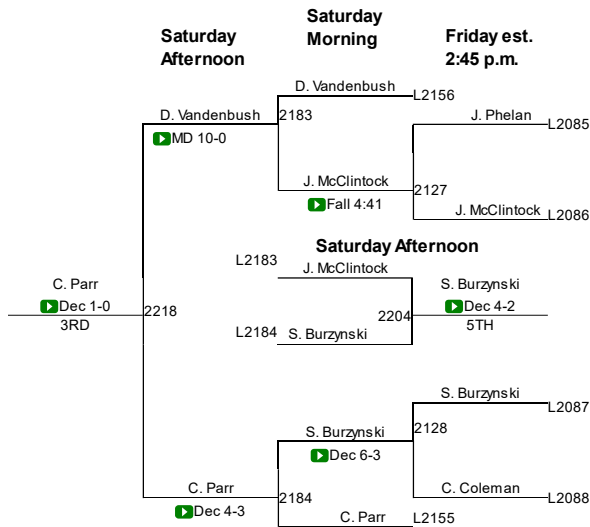 Saturday
Morning
Saturday
Afternoon
Friday est.
2:45 p.m.
D. Vandenbush
L2156
D. Vandenbush
2183
J. Phelan
L2085
MD 10-0
J. McClintock
2127
Fall 4:41
J. McClintock
L2086
Saturday Afternoon
L2183
J. McClintock
C. Parr
S. Burzynski
Dec 1-0
Dec 4-2
2218
2204
3RD
5TH
L2184
S. Burzynski
S. Burzynski
L2087
S. Burzynski
2128
Dec 6-3
C. Parr
C. Coleman
2184
L2088
Dec 4-3
C. Parr
L2155